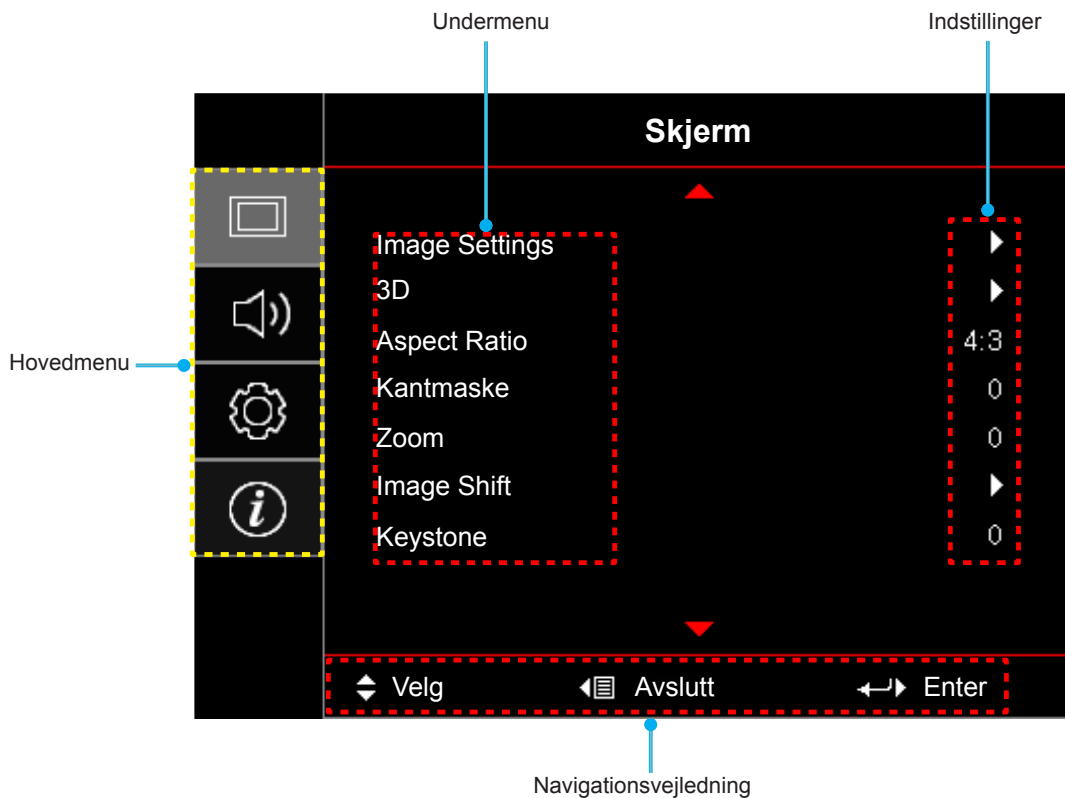 Undermenu
Indstillinger
Skjerm
Image Settings
3D
Aspect Ratio 4:3
Hovedmenu
Kantmaske 0
Zoom 0
Image Shift
Keystone 0
Velg Avslutt Enter
Navigationsvejledning